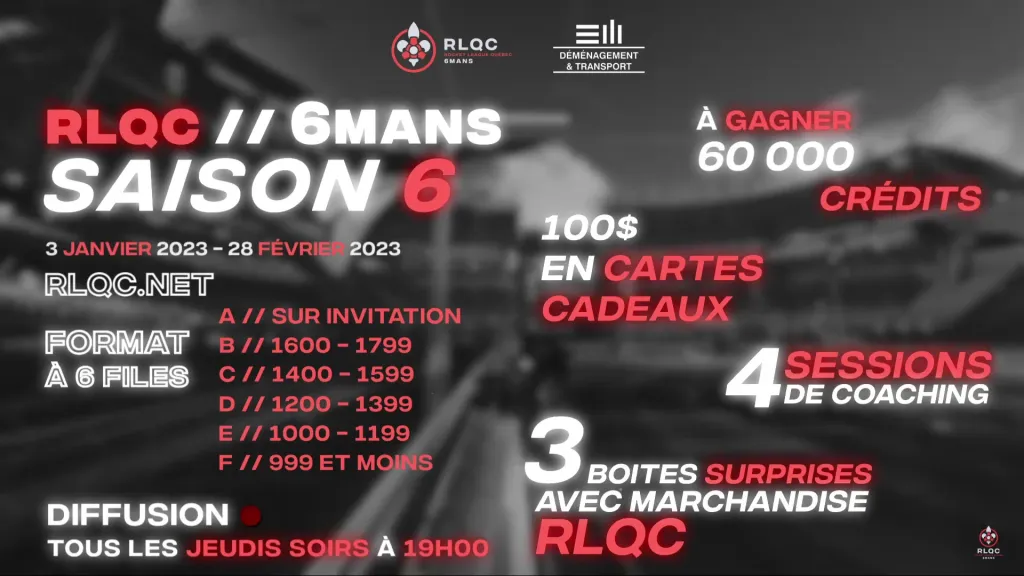 RLQC
ROCKET LEAGUE QUEBEC
6MANS
DÉMÉNAGEMENT
& TRANSPORT
RLQC // 6MANS
SAISON 6
3 JANVIER 2023 - 28 FÉVRIER 2023
RLQC.NET
FORMAT
À 6 FILES
A // SUR INVITATION
B // 1600 - 1799
C // 1400 - 1599
D // 1200 - 1399
E // 1000 - 1199
F // 999 ET MOINS
DIFFUSION
TOUS LES JEUDIS SOIRS À 19H00
À GAGNER
60 000
CRÉDITS
100$
EN CARTES
CADEAUX
4 SESSIONS
DE COACHING
3 BOITES SURPRISES
AVEC MARCHANDISE
RLQC
RLQC